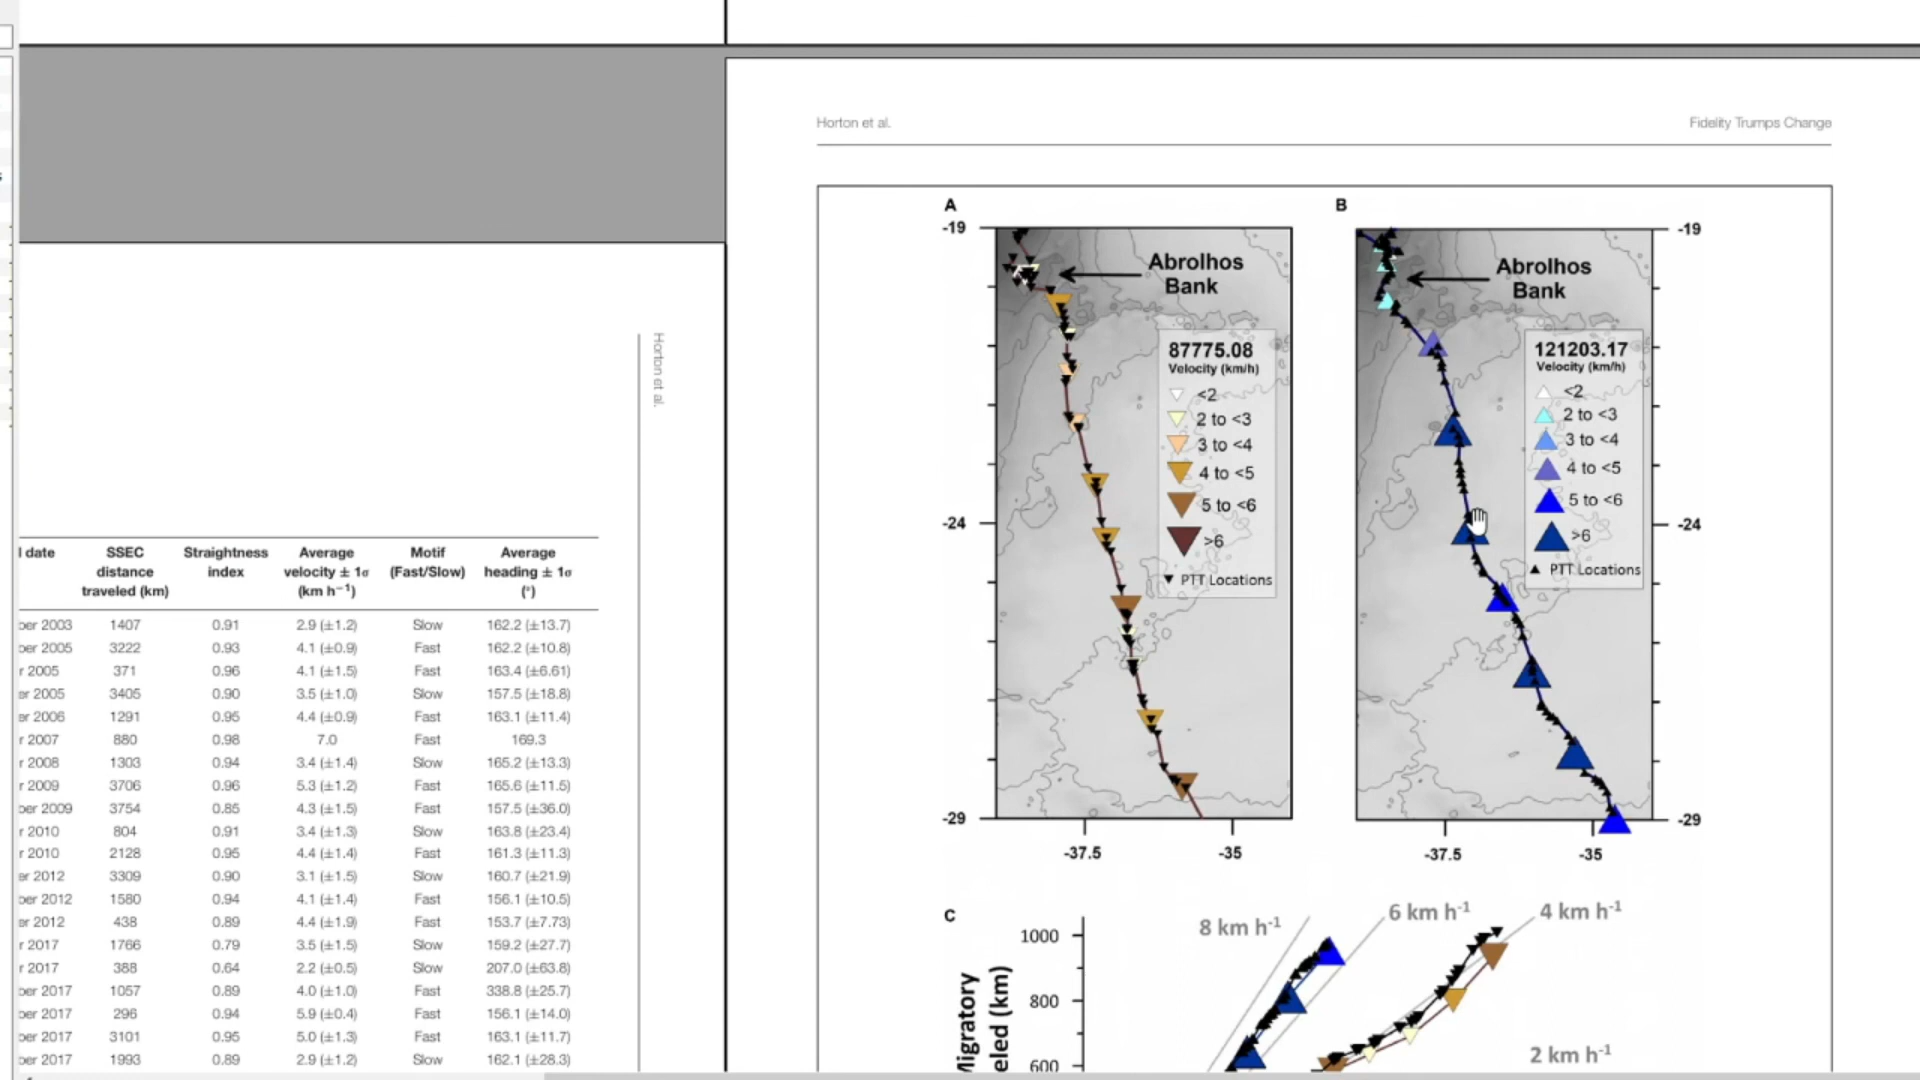 Horton et al.
Fidelity Trumps Change
Horton et al.
date
SSEC distance traveled (km)
Straightness index
Average velocity ± 1σ (km h⁻¹)
Motif (Fast/Slow)
Average heading ± 1σ (°)
2003 1407 0.91 2.9 (±1.2) Slow 162.2 (±13.7)
2005 3222 0.93 4.1 (±0.9) Fast 162.2 (±10.8)
r 2005 371 0.96 4.1 (±1.5) Fast 163.4 (±6.61)
er 2005 3405 0.90 3.5 (±1.0) Slow 157.5 (±18.8)
er 2006 1291 0.95 4.4 (±0.9) Fast 163.1 (±11.4)
r 2007 880 0.98 7.0 Fast 169.3
r 2008 1303 0.94 3.4 (±1.4) Slow 165.2 (±13.3)
r 2009 3706 0.96 5.3 (±1.2) Fast 165.6 (±11.5)
ber 2009 3754 0.85 4.3 (±1.5) Fast 157.5 (±36.0)
r 2010 804 0.91 3.4 (±1.3) Slow 163.8 (±23.4)
r 2010 2128 0.95 4.4 (±1.4) Fast 161.3 (±11.3)
er 2012 3309 0.90 3.1 (±1.5) Slow 160.7 (±21.9)
ber 2012 1580 0.94 4.1 (±1.4) Fast 156.1 (±10.5)
er 2012 438 0.89 4.4 (±1.9) Fast 153.7 (±7.73)
r 2017 1766 0.79 3.5 (±1.5) Slow 159.2 (±27.7)
r 2017 388 0.64 2.2 (±0.5) Slow 207.0 (±63.8)
ber 2017 1057 0.89 4.0 (±1.0) Fast 338.8 (±25.7)
ber 2017 296 0.94 5.9 (±0.4) Fast 156.1 (±14.0)
ber 2017 3101 0.95 5.0 (±1.3) Fast 163.1 (±11.7)
ber 2017 1993 0.89 2.9 (±1.2) Slow 162.1 (±28.3)
A
-19
-24
-29
-37.5 -35
Abrolhos
Bank
87775.08
Velocity (km/h)
<2
2 to <3
3 to <4
4 to <5
5 to <6
>6
PTT Locations
B
-19
-24
-29
-37.5 -35
Abrolhos
Bank
121203.17
Velocity (km/h)
<2
2 to <3
3 to <4
4 to <5
5 to <6
>6
PTT Locations
C
1000
800
600
8 km h⁻¹
6 km h⁻¹
4 km h⁻¹
2 km h⁻¹
(km)